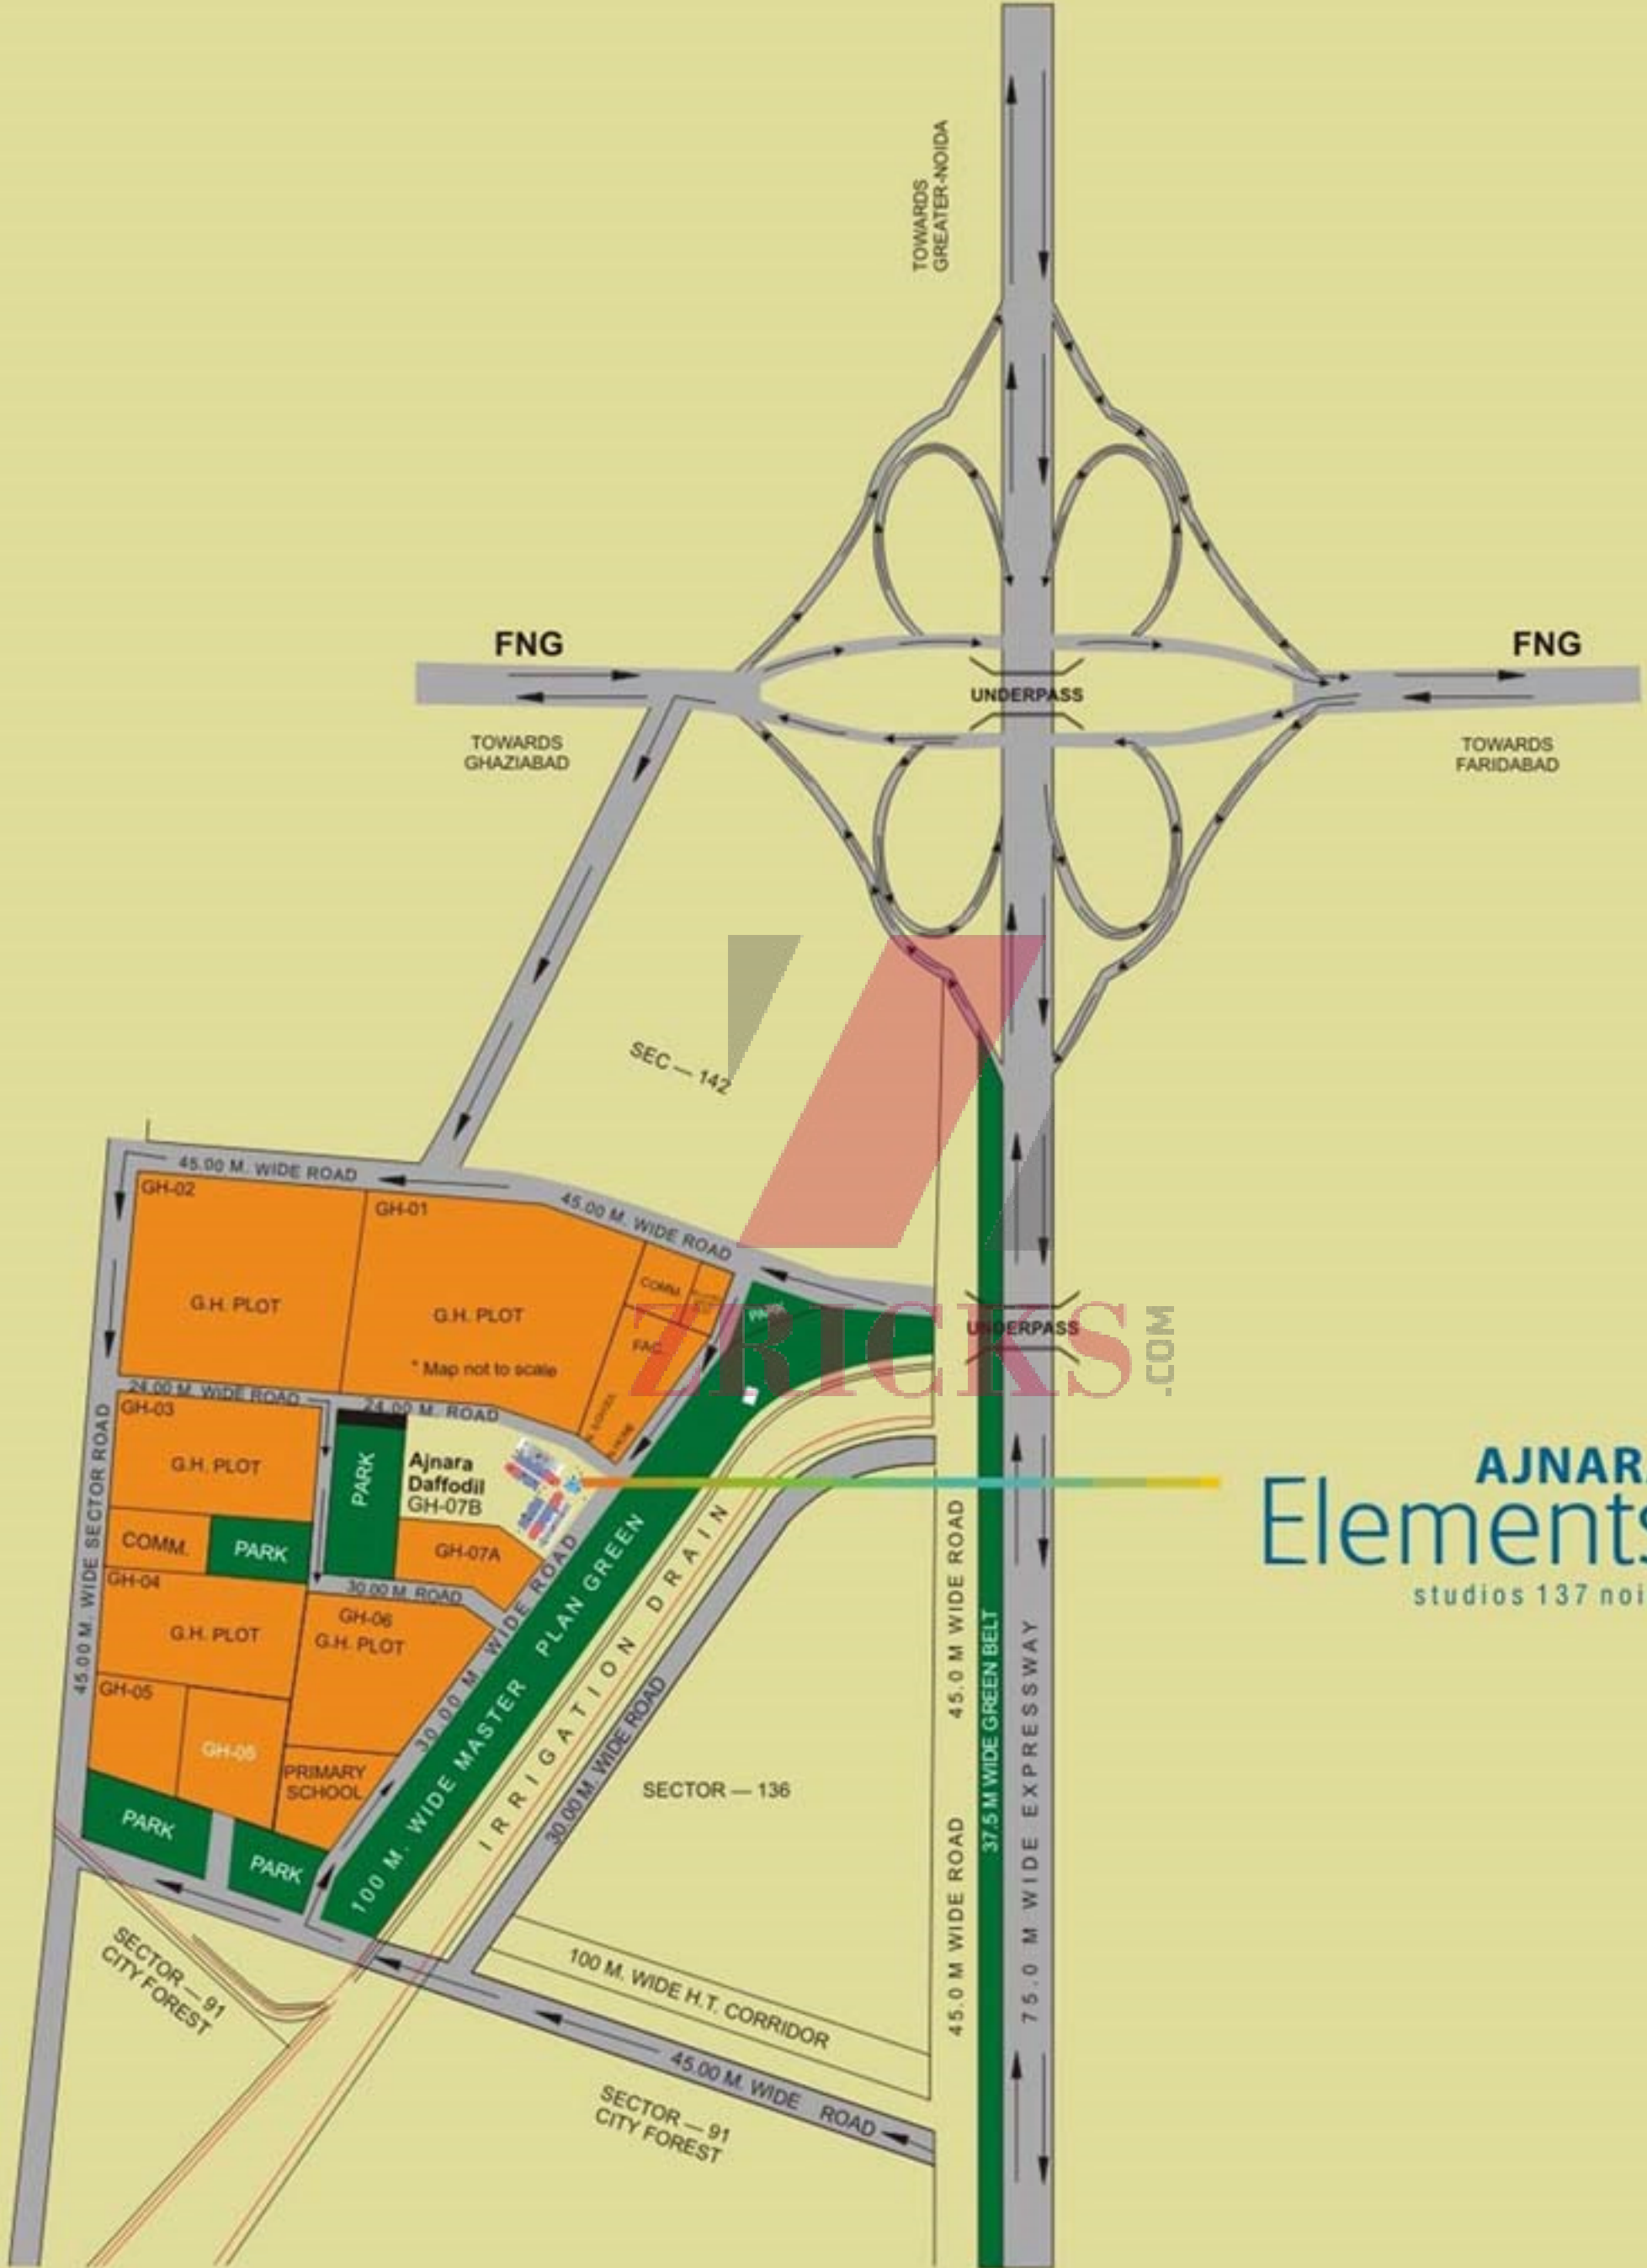 TOWARDS
GREATER-NOIDA
FNG
FNG
UNDERPASS
TOWARDS
GHAZIABAD
TOWARDS
FARIDABAD
SEC — 142
45.00 M. WIDE ROAD
45.00 M. WIDE ROAD
GH-02
GH-01
G.H. PLOT
G.H. PLOT
* Map not to scale
COMM.
FAC.
PARK
UNDERPASS
ZRICKS
.COM
24.00 M. WIDE ROAD
24.00 M. ROAD
GH-03
G.H. PLOT
PARK
Ajnara
Daffodil
GH-07B
GH-07A
COMM.
PARK
30.00 M. ROAD
GH-04
G.H. PLOT
GH-06
G.H. PLOT
GH-05
GH-05
PRIMARY
SCHOOL
PARK
PARK
45.00 M. WIDE SECTOR ROAD
30.00 M. WIDE ROAD
100 M. WIDE MASTER PLAN GREEN
IRRIGATION DRAIN
30.00 M. WIDE ROAD
SECTOR — 136
45.0 M WIDE ROAD
45.0 M WIDE ROAD
37.5 M WIDE GREEN BELT
75.0 M WIDE EXPRESSWAY
AJNAR
Elements
studios 137 noi
100 M. WIDE H.T. CORRIDOR
45.00 M. WIDE ROAD
SECTOR — 91
CITY FOREST
SECTOR — 91
CITY FOREST